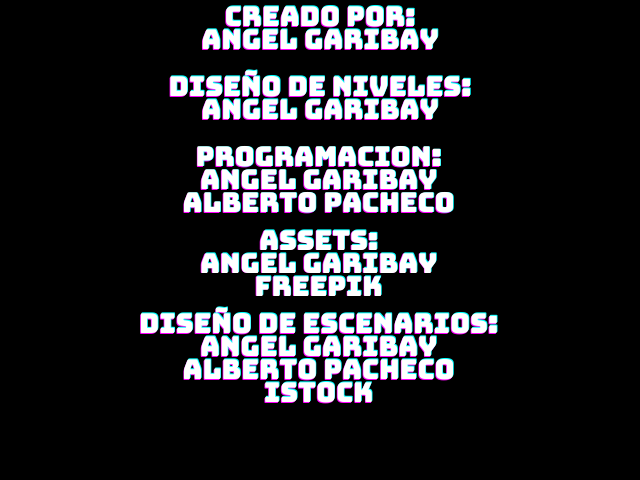 CREADO POR:
ANGEL GARIBAY
DISEÑO DE NIVELES:
ANGEL GARIBAY
PROGRAMACION:
ANGEL GARIBAY
ALBERTO PACHECO
ASSETS:
ANGEL GARIBAY
FREEPIK
DISEÑO DE ESCENARIOS:
ANGEL GARIBAY
ALBERTO PACHECO
ISTOCK